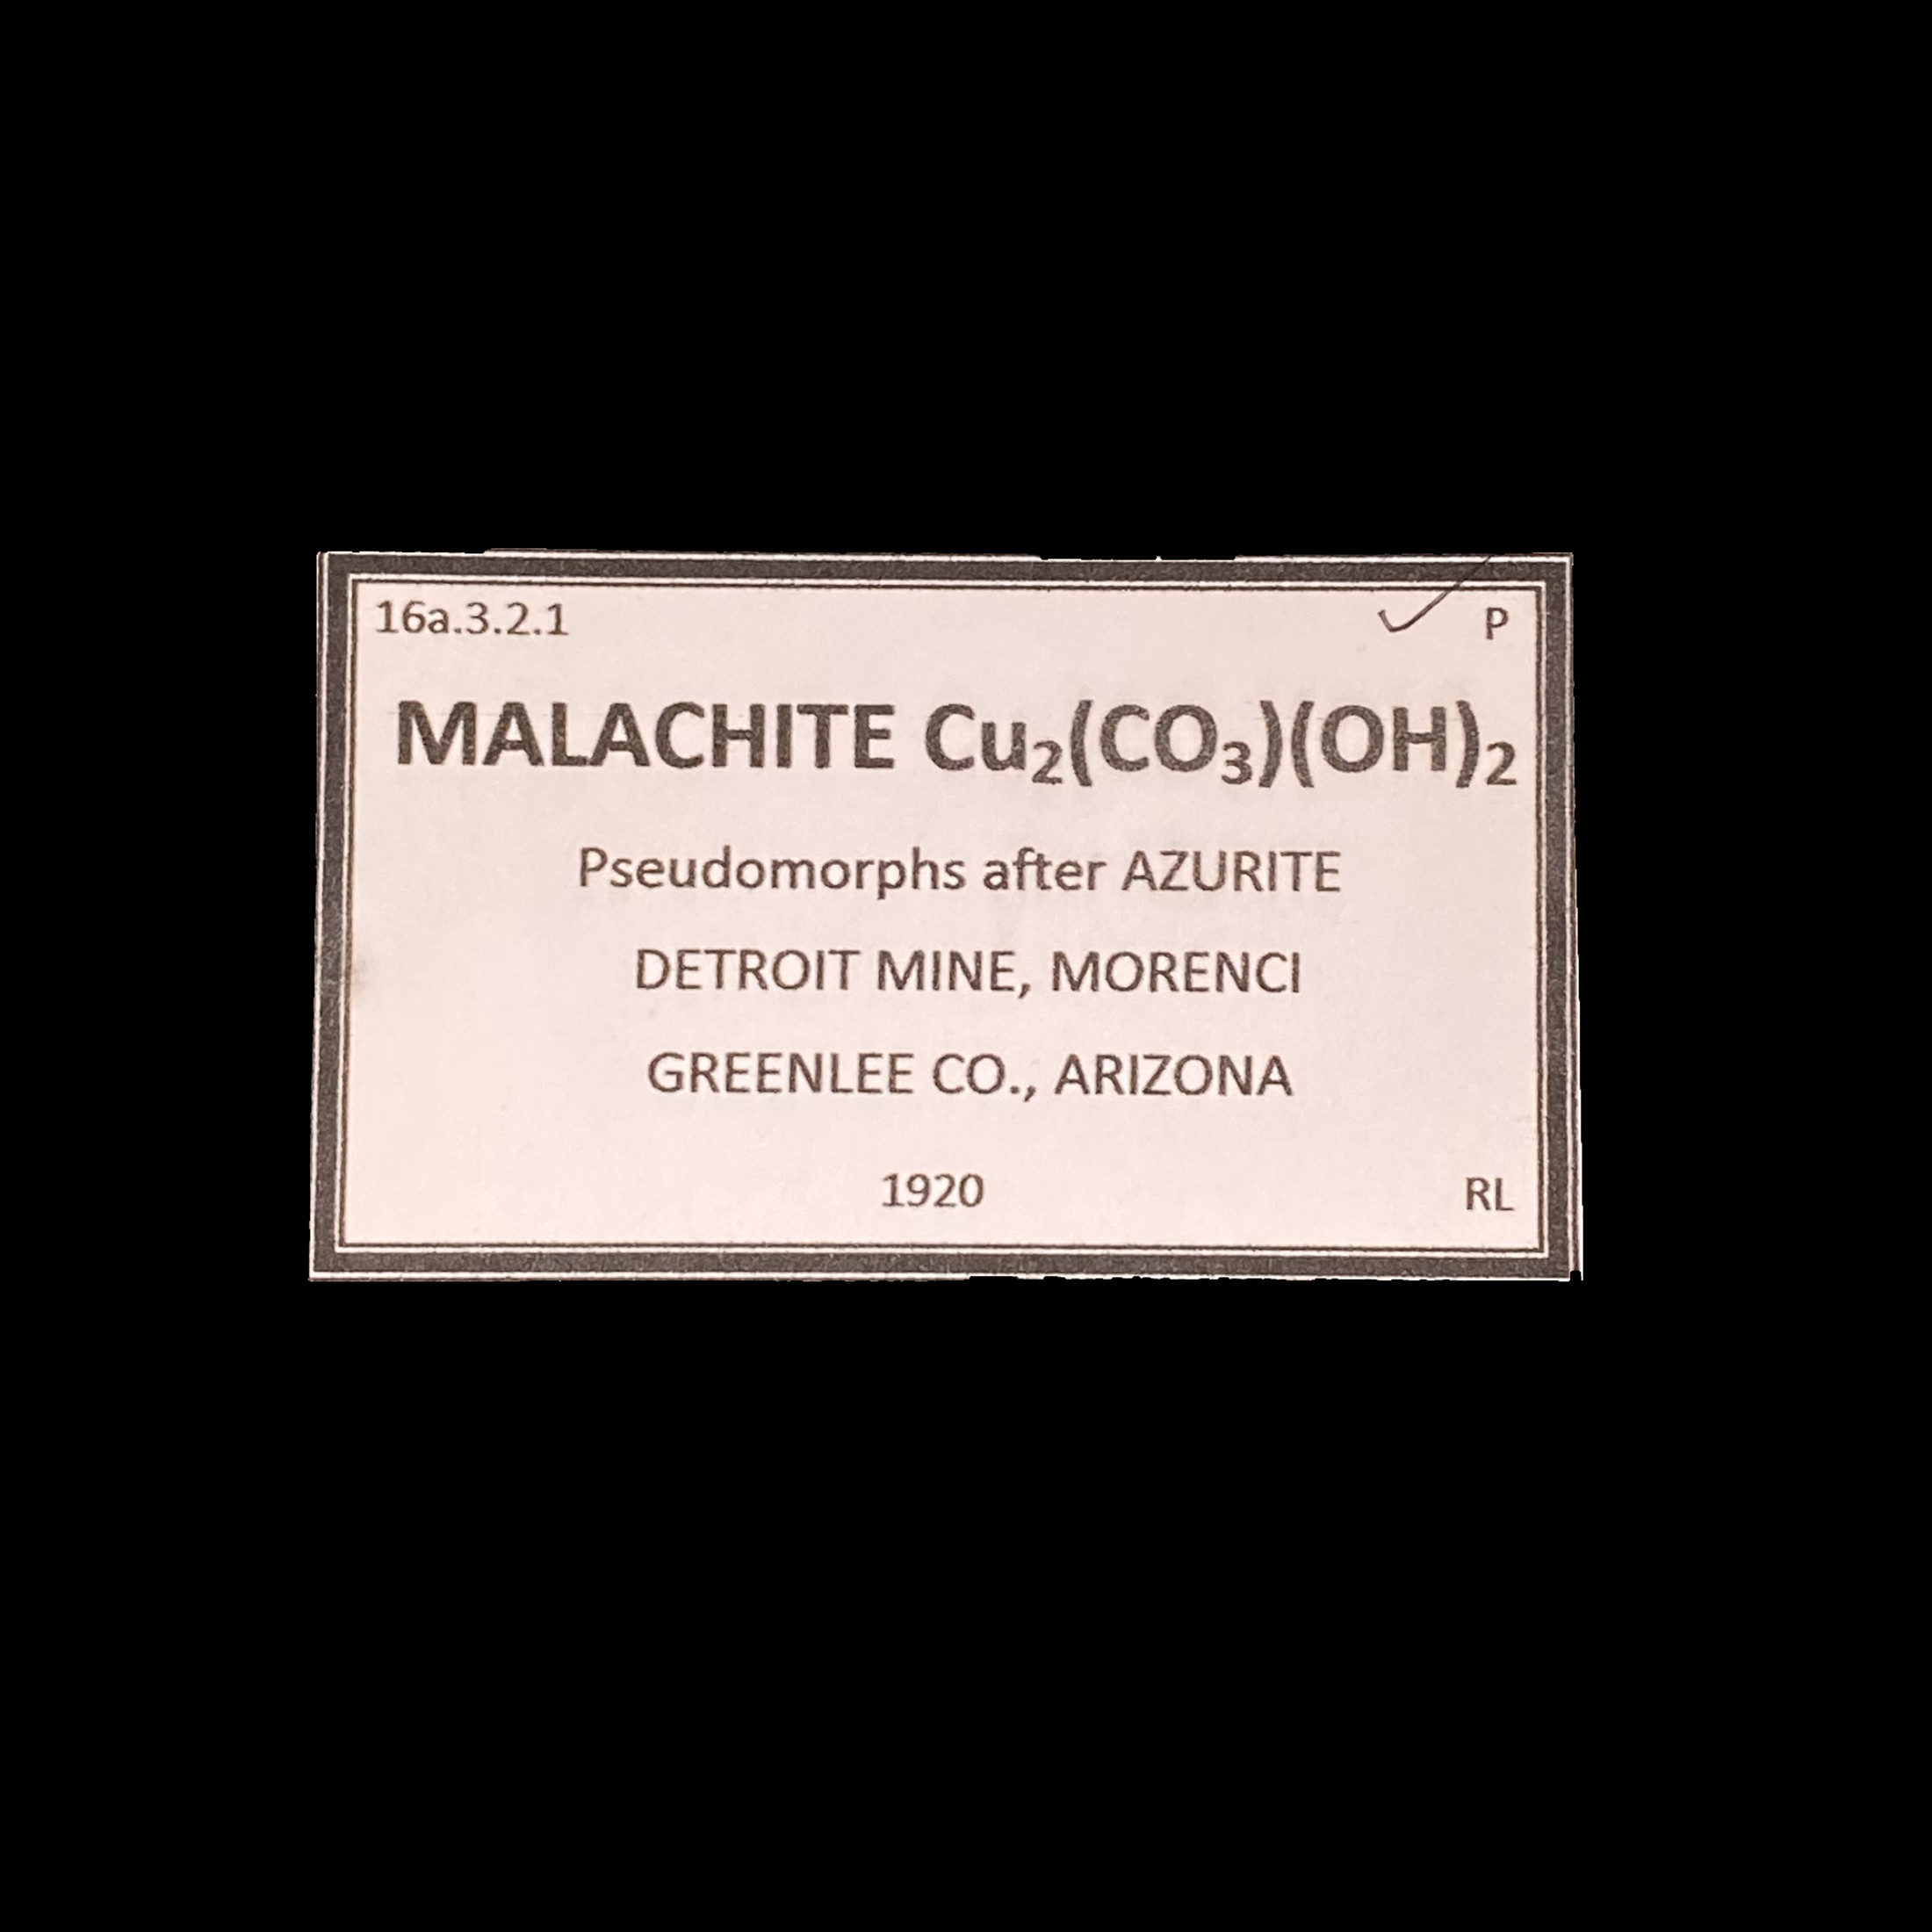 16a.3.2.1 ✓ P
MALACHITE Cu₂(CO₃)(OH)₂
Pseudomorphs after AZURITE
DETROIT MINE, MORENCI
GREENLEE CO., ARIZONA
1920 RL